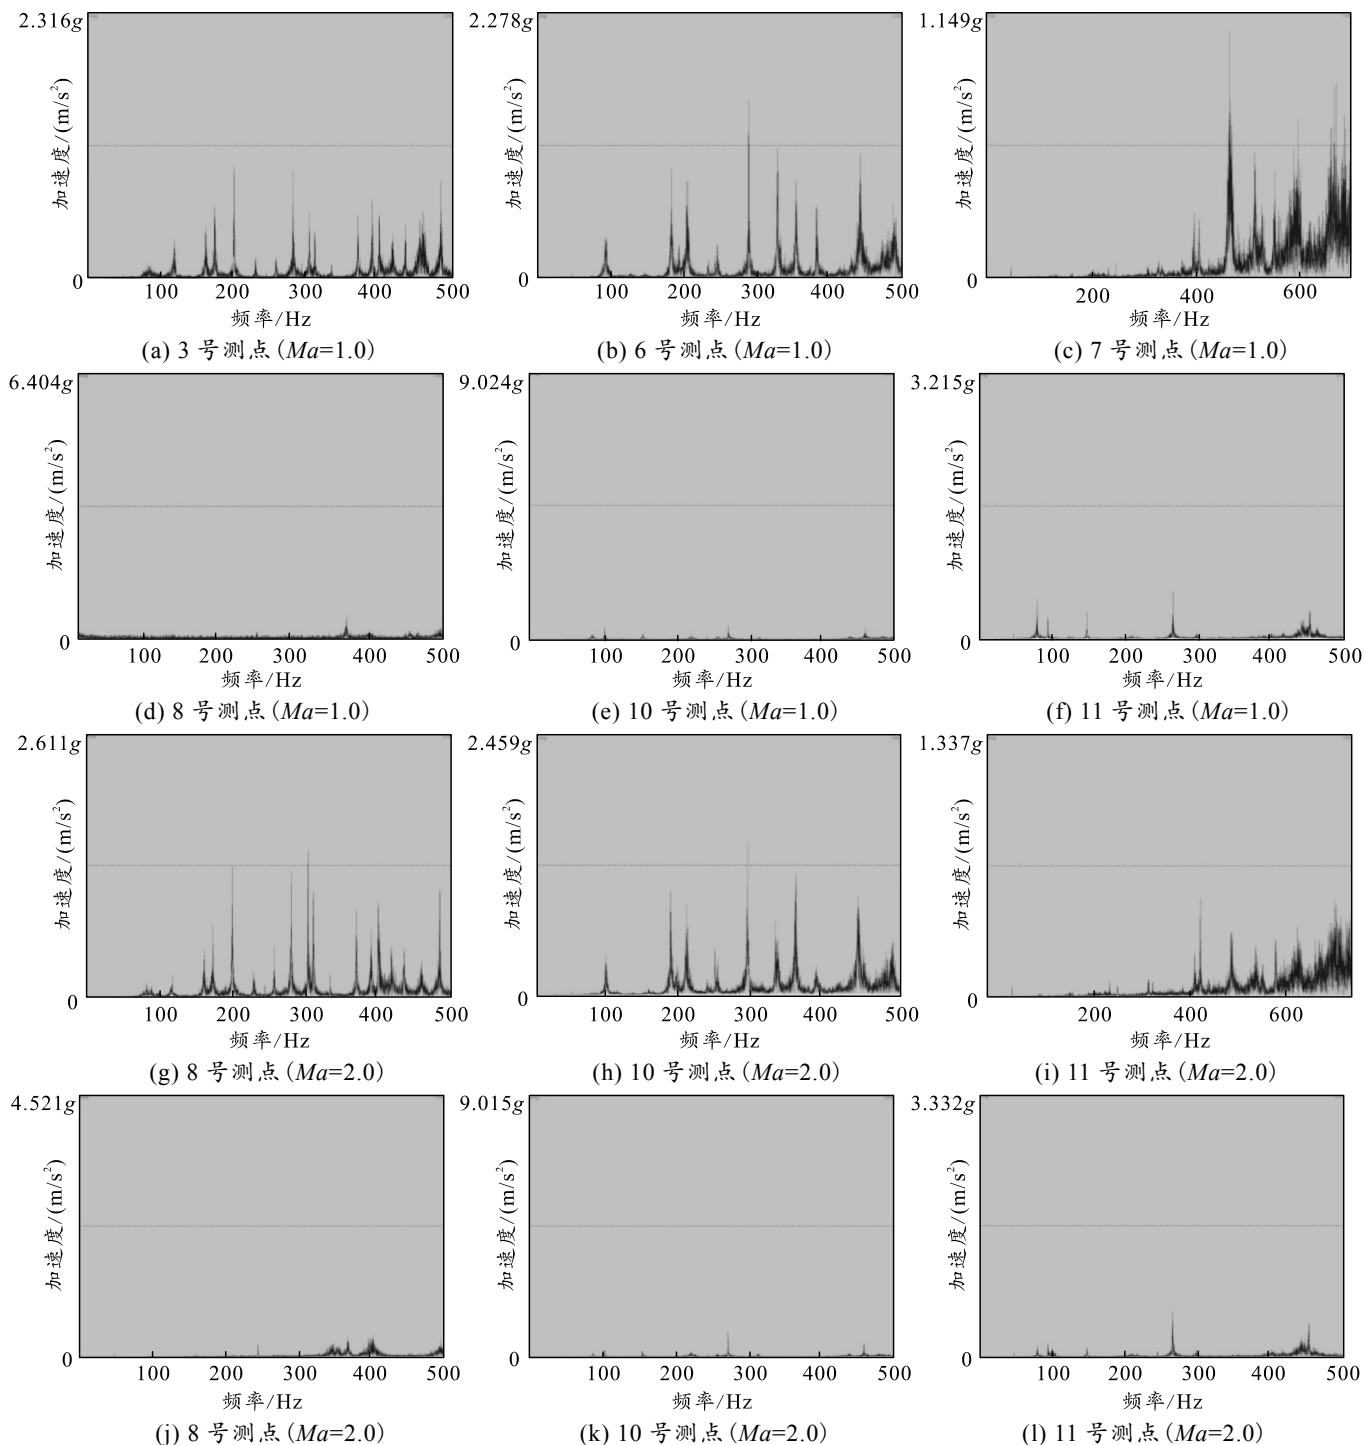 2.316g
加速度/(m/s²)
0
100 200 300 400 500
频率/Hz
(a) 3 号测点 (Ma=1.0)
2.278g
加速度/(m/s²)
0
100 200 300 400 500
频率/Hz
(b) 6 号测点 (Ma=1.0)
1.149g
加速度/(m/s²)
0
200 400 600
频率/Hz
(c) 7 号测点 (Ma=1.0)
6.404g
加速度/(m/s²)
0
100 200 300 400 500
频率/Hz
(d) 8 号测点 (Ma=1.0)
9.024g
加速度/(m/s²)
0
100 200 300 400 500
频率/Hz
(e) 10 号测点 (Ma=1.0)
3.215g
加速度/(m/s²)
0
100 200 300 400 500
频率/Hz
(f) 11 号测点 (Ma=1.0)
2.611g
加速度/(m/s²)
0
100 200 300 400 500
频率/Hz
(g) 8 号测点 (Ma=2.0)
2.459g
加速度/(m/s²)
0
100 200 300 400 500
频率/Hz
(h) 10 号测点 (Ma=2.0)
1.337g
加速度/(m/s²)
0
200 400 600
频率/Hz
(i) 11 号测点 (Ma=2.0)
4.521g
加速度/(m/s²)
0
100 200 300 400 500
频率/Hz
(j) 8 号测点 (Ma=2.0)
9.015g
加速度/(m/s²)
0
100 200 300 400 500
频率/Hz
(k) 10 号测点 (Ma=2.0)
3.332g
加速度/(m/s²)
0
100 200 300 400 500
频率/Hz
(l) 11 号测点 (Ma=2.0)